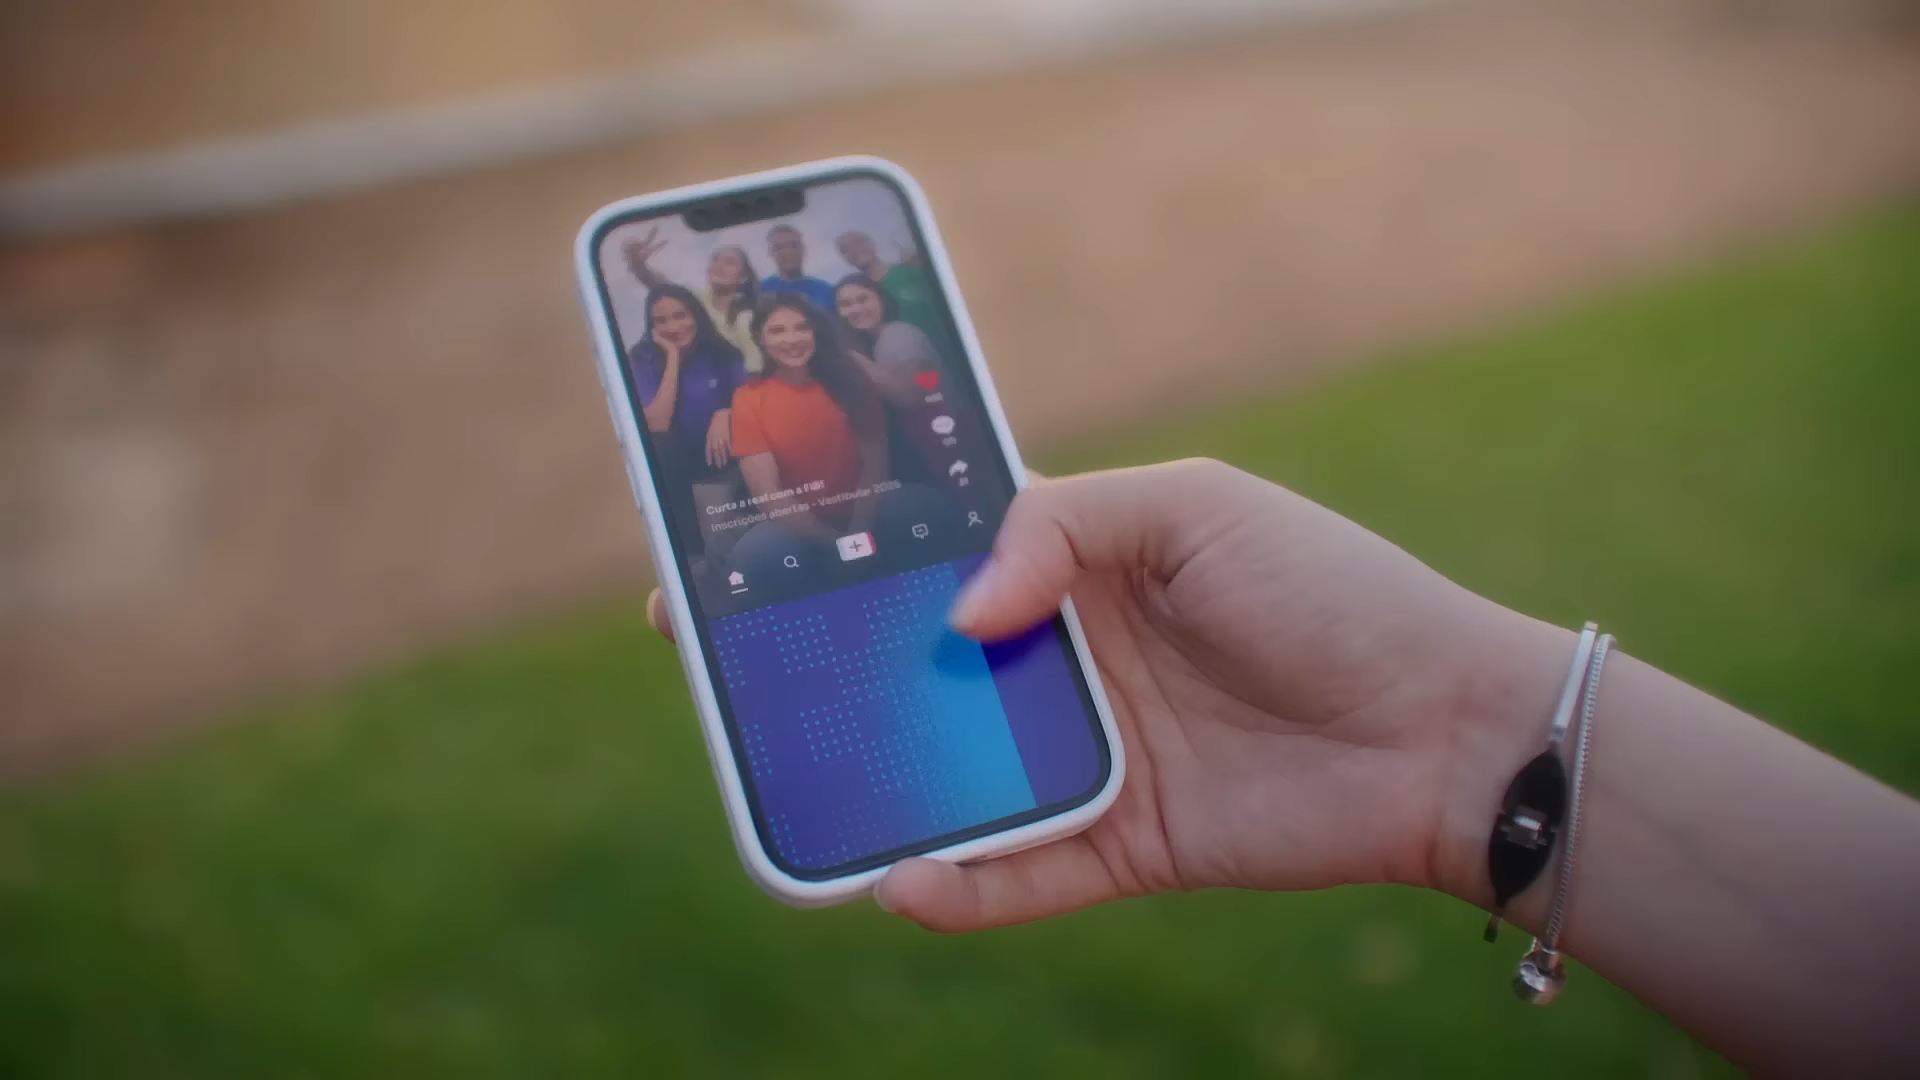 Curta a real com a FiB!
Inscrições abertas - Vestibular 2025